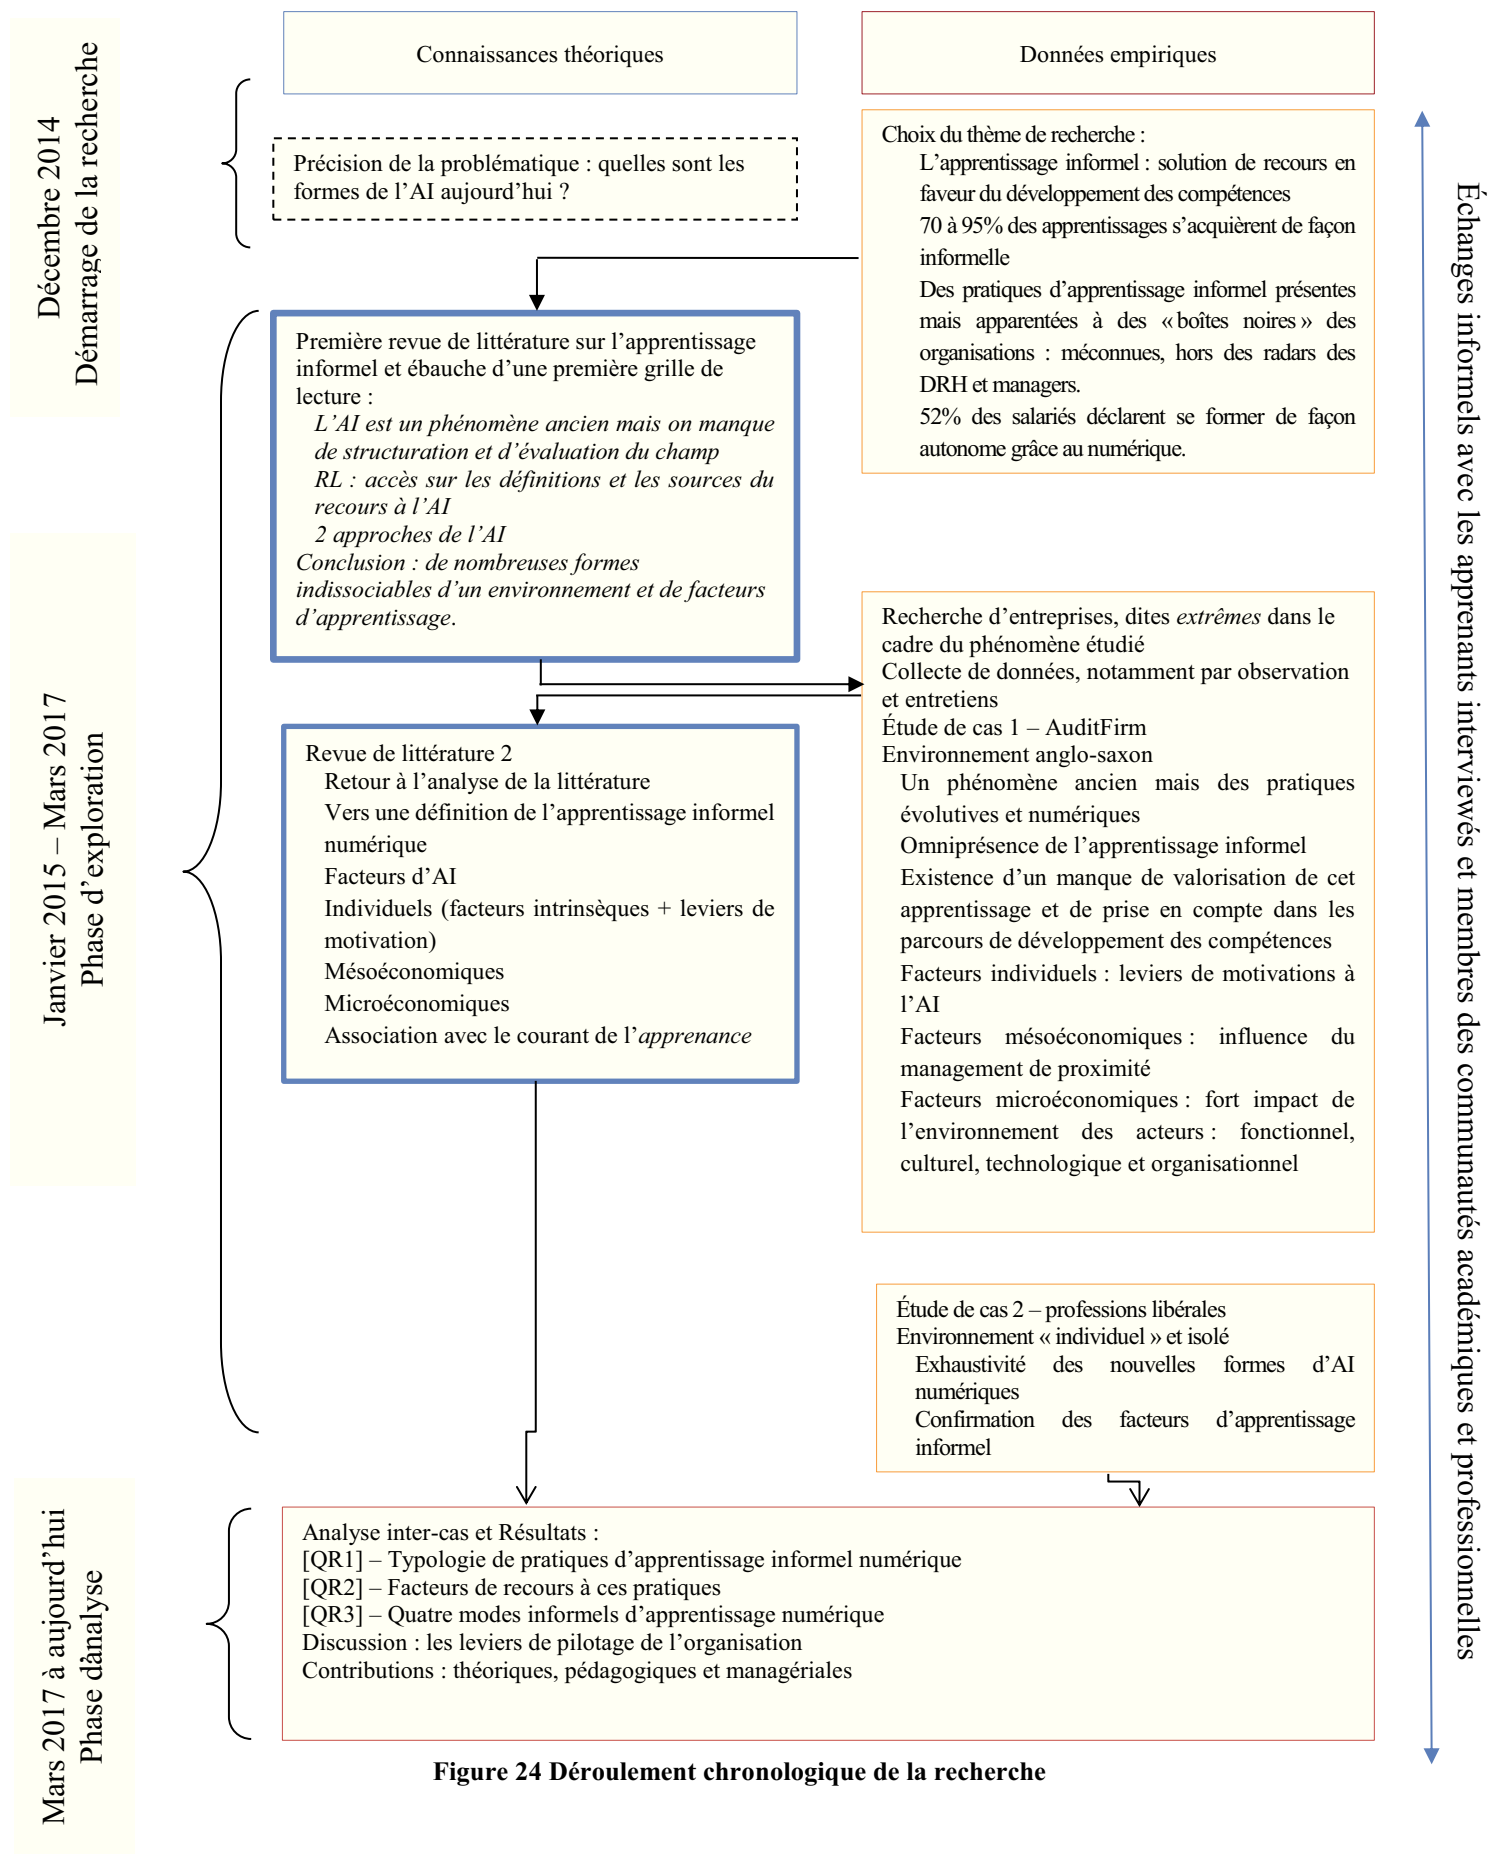 Connaissances théoriques
Données empiriques
Décembre 2014
Démarrage de la recherche
Précision de la problématique : quelles sont les
formes de l’AI aujourd’hui ?
Choix du thème de recherche :
L’apprentissage informel : solution de recours en
faveur du développement des compétences
70 à 95% des apprentissages s’acquièrent de façon
informelle
Des pratiques d’apprentissage informel présentes
mais apparentées à des « boîtes noires » des
organisations : méconnues, hors des radars des
DRH et managers.
52% des salariés déclarent se former de façon
autonome grâce au numérique.
Janvier 2015 – Mars 2017
Phase d’exploration
Première revue de littérature sur l’apprentissage
informel et ébauche d’une première grille de
lecture :
L’AI est un phénomène ancien mais on manque
de structuration et d’évaluation du champ
RL : accès sur les définitions et les sources du
recours à l’AI
2 approches de l’AI
Conclusion : de nombreuses formes
indissociables d’un environnement et de facteurs
d’apprentissage.
Recherche d’entreprises, dites extrêmes dans le
cadre du phénomène étudié
Collecte de données, notamment par observation
et entretiens
Étude de cas 1 – AuditFirm
Environnement anglo-saxon
Un phénomène ancien mais des pratiques
évolutives et numériques
Omniprésence de l’apprentissage informel
Existence d’un manque de valorisation de cet
apprentissage et de prise en compte dans les
parcours de développement des compétences
Facteurs individuels : leviers de motivations à
l’AI
Facteurs mésoéconomiques : influence du
management de proximité
Facteurs microéconomiques : fort impact de
l’environnement des acteurs : fonctionnel,
culturel, technologique et organisationnel
Revue de littérature 2
Retour à l’analyse de la littérature
Vers une définition de l’apprentissage informel
numérique
Facteurs d’AI
Individuels (facteurs intrinsèques + leviers de
motivation)
Mésoéconomiques
Microéconomiques
Association avec le courant de l’apprenance
Étude de cas 2 – professions libérales
Environnement « individuel » et isolé
Exhaustivité des nouvelles formes d’AI
numériques
Confirmation des facteurs d’apprentissage
informel
Mars 2017 à aujourd’hui
Phase d’analyse
Analyse inter-cas et Résultats :
[QR1] – Typologie de pratiques d’apprentissage informel numérique
[QR2] – Facteurs de recours à ces pratiques
[QR3] – Quatre modes informels d’apprentissage numérique
Discussion : les leviers de pilotage de l’organisation
Contributions : théoriques, pédagogiques et managériales
Échanges informels avec les apprenants interviewés et membres des communautés académiques et professionnelles
Figure 24 Déroulement chronologique de la recherche